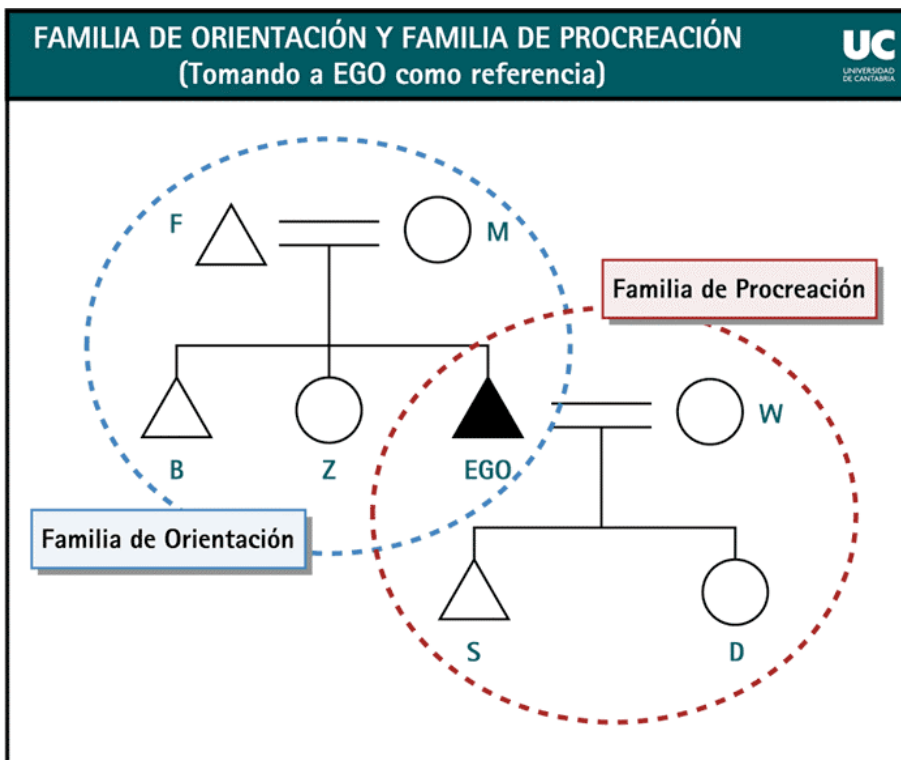 FAMILIA DE ORIENTACIÓN Y FAMILIA DE PROCREACIÓN
(Tomando a EGO como referencia)
UC
UNIVERSIDAD
DE CANTABRIA
F
M
Familia de Procreación
W
B
Z
EGO
Familia de Orientación
S
D